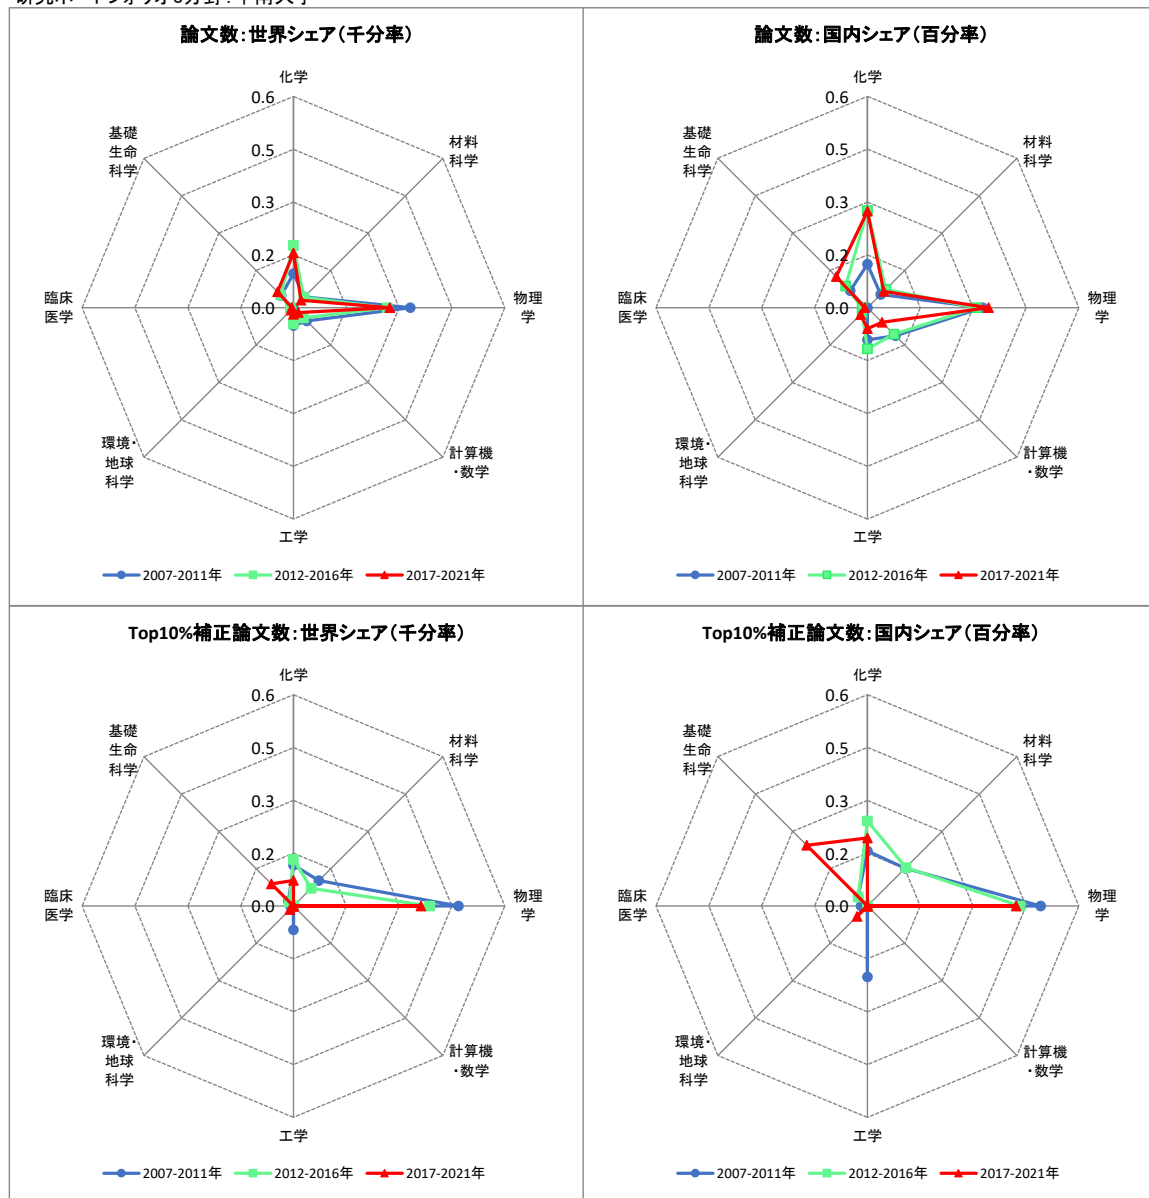 論文数：世界シェア（千分率）
化学
0.6
0.5
0.3
0.2
0.0
材料
科学
物理
学
計算機
・数学
工学
環境・
地球
科学
臨床
医学
基礎
生命
科学
2007-2011年
2012-2016年
2017-2021年
論文数：国内シェア（百分率）
化学
0.6
0.5
0.3
0.2
0.0
材料
科学
物理
学
計算機
・数学
工学
環境・
地球
科学
臨床
医学
基礎
生命
科学
2007-2011年
2012-2016年
2017-2021年
Top10%補正論文数：世界シェア（千分率）
化学
0.6
0.5
0.3
0.2
0.0
材料
科学
物理
学
計算機
・数学
工学
環境・
地球
科学
臨床
医学
基礎
生命
科学
2007-2011年
2012-2016年
2017-2021年
Top10%補正論文数：国内シェア（百分率）
化学
0.6
0.5
0.3
0.2
0.0
材料
科学
物理
学
計算機
・数学
工学
環境・
地球
科学
臨床
医学
基礎
生命
科学
2007-2011年
2012-2016年
2017-2021年